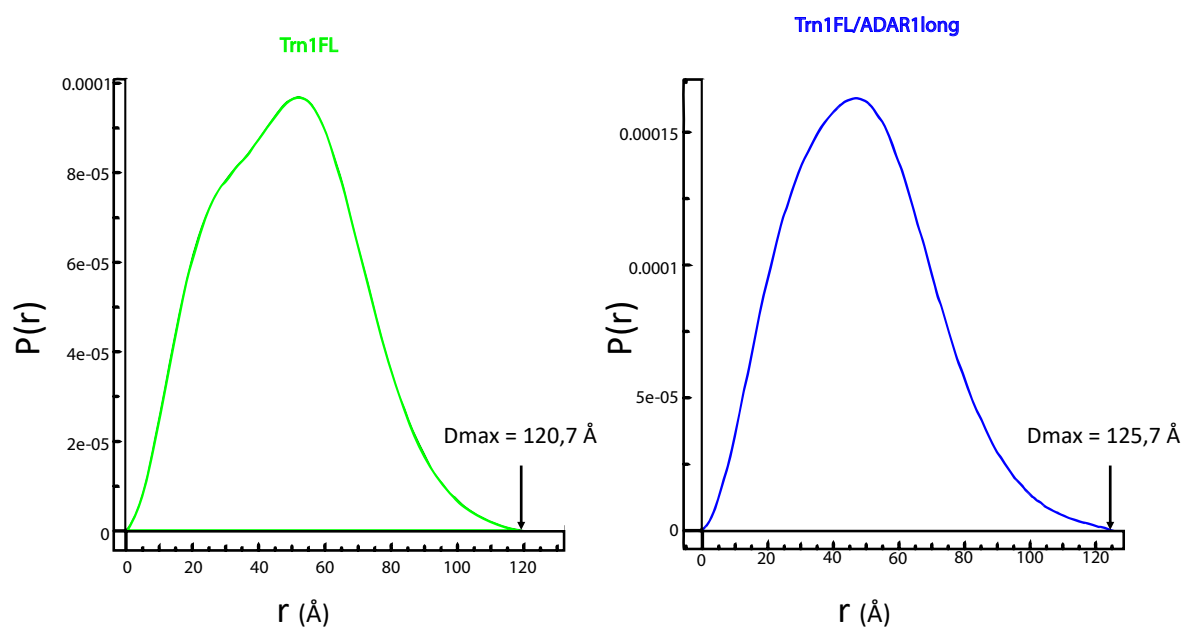 Trn1FL
0.0001
8e-05
6e-05
4e-05
2e-05
0
P(r)
Dmax = 120,7 Å
0 20 40 60 80 100 120
r (Å)
Trn1FL/ADAR1long
0.00015
0.0001
5e-05
0
P(r)
Dmax = 125,7 Å
0 20 40 60 80 100 120
r (Å)